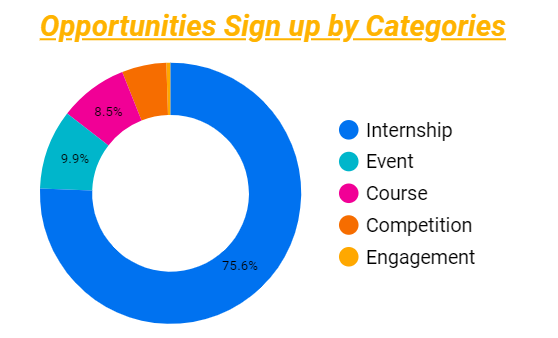 Opportunities Sign up by Categories
8.5%
9.9%
75.6%
Internship
Event
Course
Competition
Engagement